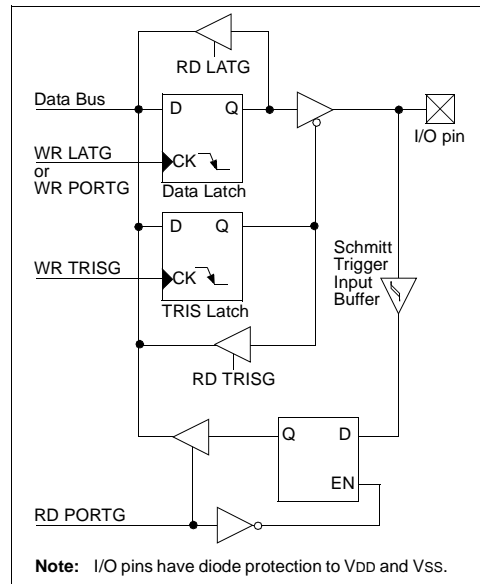 RD LATG
Data Bus
D Q
I/O pin
WR LATG
or
WR PORTG
CK
Data Latch
D Q
Schmitt
Trigger
Input
Buffer
WR TRISG
CK
TRIS Latch
RD TRISG
Q D
EN
RD PORTG
Note: I/O pins have diode protection to VDD and VSS.